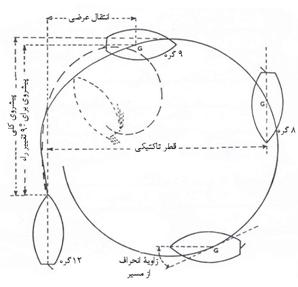 انتقال عرضی
G
۹ گره
پیشروی کلی
پیشروی برای ۹۰° تغییر راه
G
۸ گره
قطر تاکتیکی
۱۲ گره
زاویهٔ انحراف
از مسیر
G